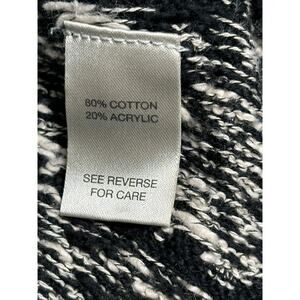 80% COTTON
20% ACRYLIC
SEE REVERSE
FOR CARE